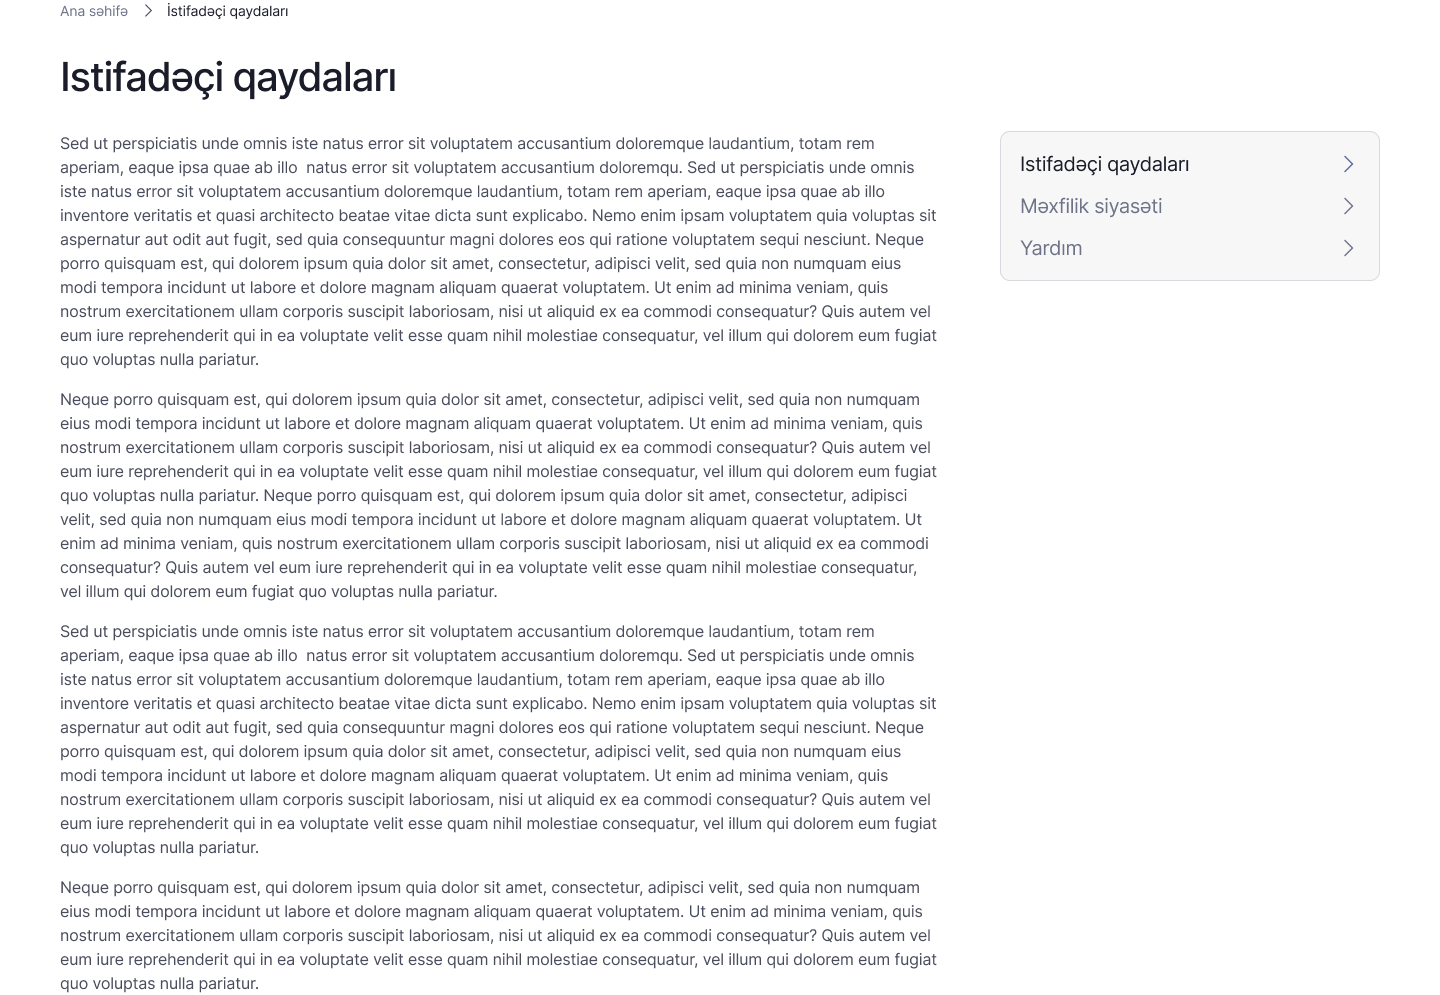 Ana səhifə > İstifadəçi qaydaları
Istifadəçi qaydaları
Sed ut perspiciatis unde omnis iste natus error sit voluptatem accusantium doloremque laudantium, totam rem
aperiam, eaque ipsa quae ab illo  natus error sit voluptatem accusantium doloremqu. Sed ut perspiciatis unde omnis
iste natus error sit voluptatem accusantium doloremque laudantium, totam rem aperiam, eaque ipsa quae ab illo
inventore veritatis et quasi architecto beatae vitae dicta sunt explicabo. Nemo enim ipsam voluptatem quia voluptas sit
aspernatur aut odit aut fugit, sed quia consequuntur magni dolores eos qui ratione voluptatem sequi nesciunt. Neque
porro quisquam est, qui dolorem ipsum quia dolor sit amet, consectetur, adipisci velit, sed quia non numquam eius
modi tempora incidunt ut labore et dolore magnam aliquam quaerat voluptatem. Ut enim ad minima veniam, quis
nostrum exercitationem ullam corporis suscipit laboriosam, nisi ut aliquid ex ea commodi consequatur? Quis autem vel
eum iure reprehenderit qui in ea voluptate velit esse quam nihil molestiae consequatur, vel illum qui dolorem eum fugiat
quo voluptas nulla pariatur.
Neque porro quisquam est, qui dolorem ipsum quia dolor sit amet, consectetur, adipisci velit, sed quia non numquam
eius modi tempora incidunt ut labore et dolore magnam aliquam quaerat voluptatem. Ut enim ad minima veniam, quis
nostrum exercitationem ullam corporis suscipit laboriosam, nisi ut aliquid ex ea commodi consequatur? Quis autem vel
eum iure reprehenderit qui in ea voluptate velit esse quam nihil molestiae consequatur, vel illum qui dolorem eum fugiat
quo voluptas nulla pariatur. Neque porro quisquam est, qui dolorem ipsum quia dolor sit amet, consectetur, adipisci
velit, sed quia non numquam eius modi tempora incidunt ut labore et dolore magnam aliquam quaerat voluptatem. Ut
enim ad minima veniam, quis nostrum exercitationem ullam corporis suscipit laboriosam, nisi ut aliquid ex ea commodi
consequatur? Quis autem vel eum iure reprehenderit qui in ea voluptate velit esse quam nihil molestiae consequatur,
vel illum qui dolorem eum fugiat quo voluptas nulla pariatur.
Sed ut perspiciatis unde omnis iste natus error sit voluptatem accusantium doloremque laudantium, totam rem
aperiam, eaque ipsa quae ab illo  natus error sit voluptatem accusantium doloremqu. Sed ut perspiciatis unde omnis
iste natus error sit voluptatem accusantium doloremque laudantium, totam rem aperiam, eaque ipsa quae ab illo
inventore veritatis et quasi architecto beatae vitae dicta sunt explicabo. Nemo enim ipsam voluptatem quia voluptas sit
aspernatur aut odit aut fugit, sed quia consequuntur magni dolores eos qui ratione voluptatem sequi nesciunt. Neque
porro quisquam est, qui dolorem ipsum quia dolor sit amet, consectetur, adipisci velit, sed quia non numquam eius
modi tempora incidunt ut labore et dolore magnam aliquam quaerat voluptatem. Ut enim ad minima veniam, quis
nostrum exercitationem ullam corporis suscipit laboriosam, nisi ut aliquid ex ea commodi consequatur? Quis autem vel
eum iure reprehenderit qui in ea voluptate velit esse quam nihil molestiae consequatur, vel illum qui dolorem eum fugiat
quo voluptas nulla pariatur.
Neque porro quisquam est, qui dolorem ipsum quia dolor sit amet, consectetur, adipisci velit, sed quia non numquam
eius modi tempora incidunt ut labore et dolore magnam aliquam quaerat voluptatem. Ut enim ad minima veniam, quis
nostrum exercitationem ullam corporis suscipit laboriosam, nisi ut aliquid ex ea commodi consequatur? Quis autem vel
eum iure reprehenderit qui in ea voluptate velit esse quam nihil molestiae consequatur, vel illum qui dolorem eum fugiat
quo voluptas nulla pariatur.
Istifadəçi qaydaları
Məxfilik siyasəti
Yardım